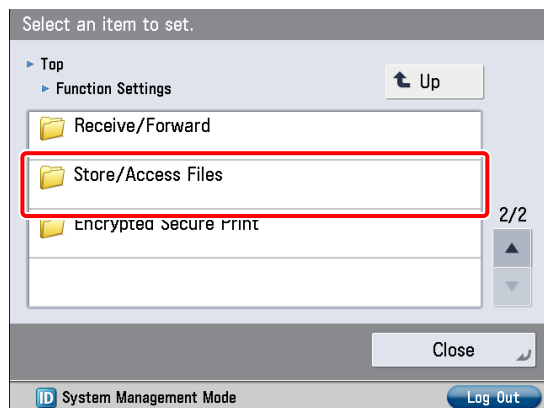 Select an item to set.
Top
Function Settings
Up
Receive/Forward
Store/Access Files
Encrypted Secure Print
2/2
Close
ID System Management Mode
Log Out